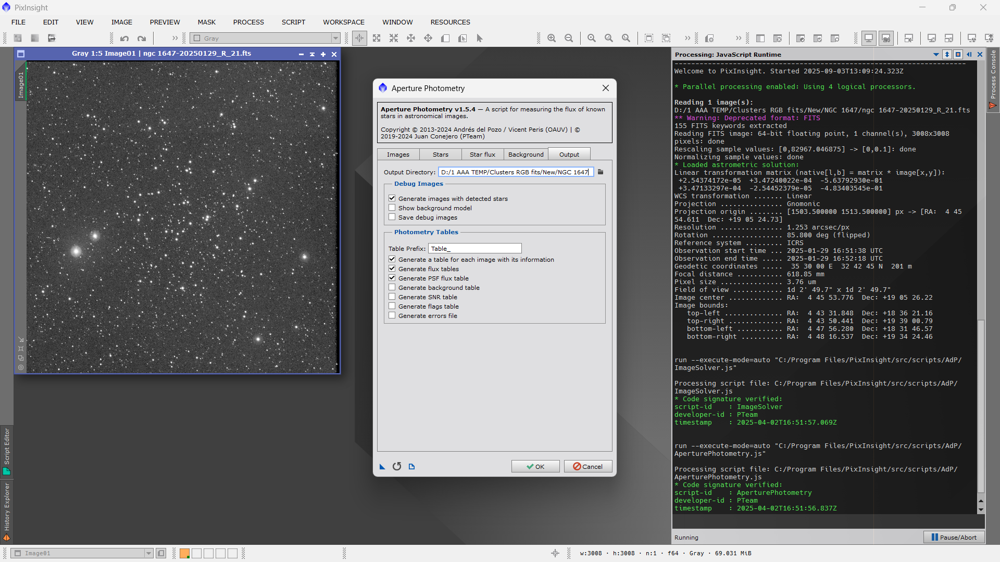 PixInsight
FILE EDIT VIEW IMAGE PREVIEW MASK PROCESS SCRIPT WORKSPACE WINDOW RESOURCES
Gray
24
Gray 1:5 Image01 | ngc 1647-20250129_R_21.fts
Image01
Aperture Photometry
Aperture Photometry v1.5.4 — A script for measuring the flux of known
stars in astronomical images.
Copyright © 2013-2024 Andrés del Pozo / Vicent Peris (OAUV) | ©
2019-2024 Juan Conejero (PTeam)
Images Stars Star flux Background Output
Output Directory: D:/1 AAA TEMP/Clusters RGB fits/New/NGC 1647
Debug Images
Generate images with detected stars
Show background model
Save debug images
Photometry Tables
Table Prefix: Table_
Generate a table for each image with its information
Generate flux tables
Generate PSF flux table
Generate background table
Generate SNR table
Generate flags table
Generate errors file
OK Cancel
Processing: JavaScript Runtime
--------------------------------------------------------------------------------
Welcome to PixInsight. Started 2025-09-03T13:09:24.323Z
* Parallel processing enabled: Using 4 logical processors.
Reading 1 image(s):
D:/1 AAA TEMP/Clusters RGB fits/New/NGC 1647/ngc 1647-20250129_R_21.fts
** Warning: Deprecated format: FITS
155 FITS keywords extracted
Reading FITS image: 64-bit floating point, 1 channel(s), 3008x3008
pixels: done
Rescaling sample values: [0,82967.046875] -> [0,0.1]: done
Normalizing sample values: done
* Loaded astrometric solution:
Linear transformation matrix (native[l,b] = matrix * image[x,y]):
+2.54374172e-05 +3.47240022e-04 -5.63792930e-01
+3.47133297e-04 -2.54452379e-05 -4.83403545e-01
WCS transformation ....... Linear
Projection ............... Gnomonic
Projection origin ........ [1503.500000 1513.500000] px -> [RA: 4 45
54.611 Dec: +19 05 24.73]
Resolution ............... 1.253 arcsec/px
Rotation ................. 85.800 deg (flipped)
Reference system ......... ICRS
Observation start time ... 2025-01-29 16:51:38 UTC
Observation end time ..... 2025-01-29 16:52:18 UTC
Geodetic coordinates ..... 35 30 00 E 32 42 45 N 201 m
Focal distance ........... 618.85 mm
Pixel size ............... 3.76 um
Field of view ............ 1d 2' 49.7" x 1d 2' 49.7"
Image center ............. RA: 4 45 53.776 Dec: +19 05 26.22
Image bounds:
top-left .............. RA: 4 43 31.848 Dec: +18 36 21.16
top-right ............. RA: 4 43 50.441 Dec: +19 39 00.79
bottom-left ........... RA: 4 47 56.280 Dec: +18 31 46.57
bottom-right .......... RA: 4 48 16.537 Dec: +19 34 24.46
run --execute-mode=auto "C:/Program Files/PixInsight/src/scripts/AdP/
ImageSolver.js"
Processing script file: C:/Program Files/PixInsight/src/scripts/AdP/
ImageSolver.js
* Code signature verified:
script-id : ImageSolver
developer-id : PTeam
timestamp : 2025-04-02T16:51:57.069Z
run --execute-mode=auto "C:/Program Files/PixInsight/src/scripts/AdP/
AperturePhotometry.js"
Processing script file: C:/Program Files/PixInsight/src/scripts/AdP/
AperturePhotometry.js
* Code signature verified:
script-id : AperturePhotometry
developer-id : PTeam
timestamp : 2025-04-02T16:51:56.837Z
Running
Pause/Abort
Process Console
Script Editor
History Explorer
Image01
w:3008 · h:3008 · n:1 · f64 · Gray · 69.031 MiB